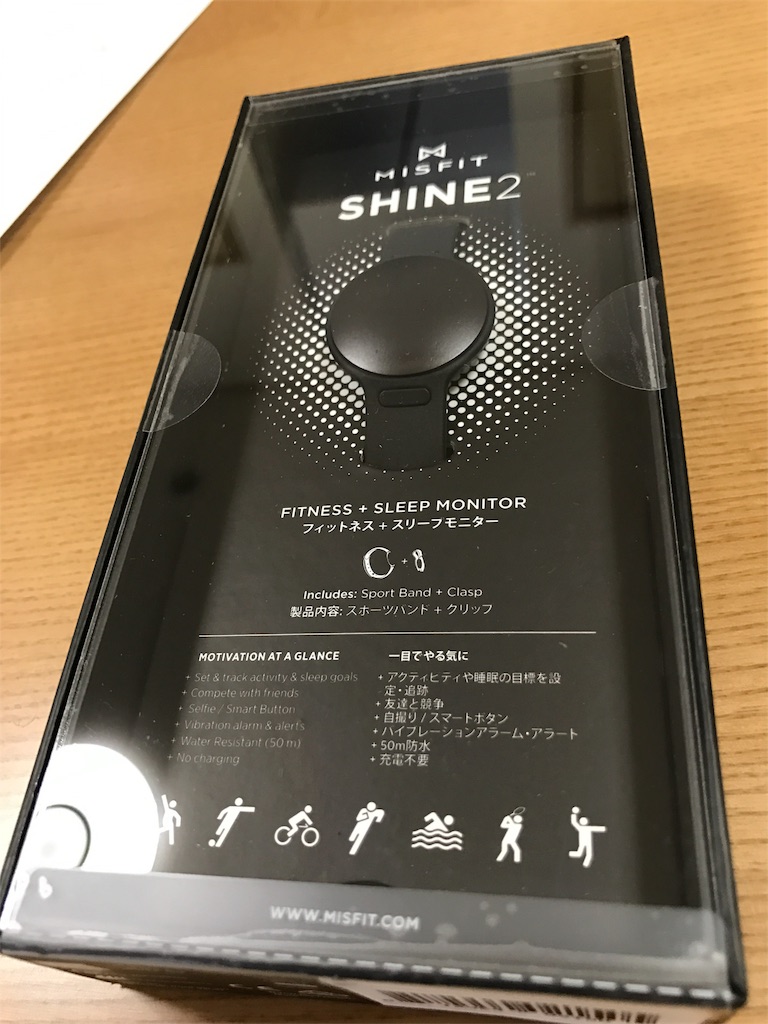 MISFIT
SHINE2™
FITNESS + SLEEP MONITOR
フィットネス + スリープモニター
+
Includes: Sport Band + Clasp
製品内容: スポーツバンド + クリップ
MOTIVATION AT A GLANCE
+ Set & track activity & sleep goals
+ Compete with friends
+ Selfie / Smart Button
+ Vibration alarm & alerts
+ Water Resistant (50 m)
+ No charging
一目でやる気に
+ アクティビティや睡眠の目標を設
定・追跡
+ 友達と競争
+ 自撮り / スマートボタン
+ バイブレーションアラーム・アラート
+ 50m防水
+ 充電不要
WWW.MISFIT.COM